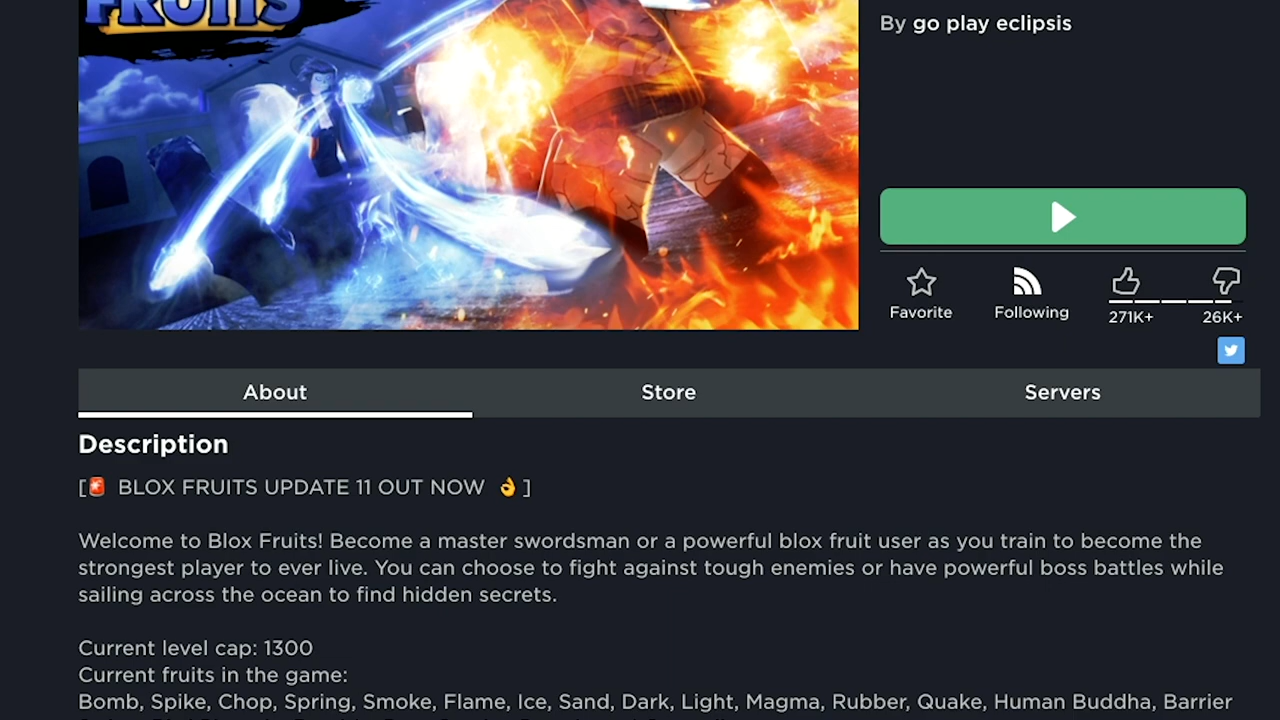 FRUITS
By go play eclipsis
Favorite
Following
271K+
26K+
About
Store
Servers
Description
[🚨 BLOX FRUITS UPDATE 11 OUT NOW 👌 ]
Welcome to Blox Fruits! Become a master swordsman or a powerful blox fruit user as you train to become the
strongest player to ever live. You can choose to fight against tough enemies or have powerful boss battles while
sailing across the ocean to find hidden secrets.
Current level cap: 1300
Current fruits in the game:
Bomb, Spike, Chop, Spring, Smoke, Flame, Ice, Sand, Dark, Light, Magma, Rubber, Quake, Human Buddha, Barrier